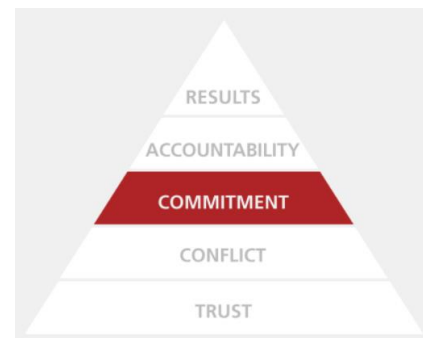 RESULTS
ACCOUNTABILITY
COMMITMENT
CONFLICT
TRUST